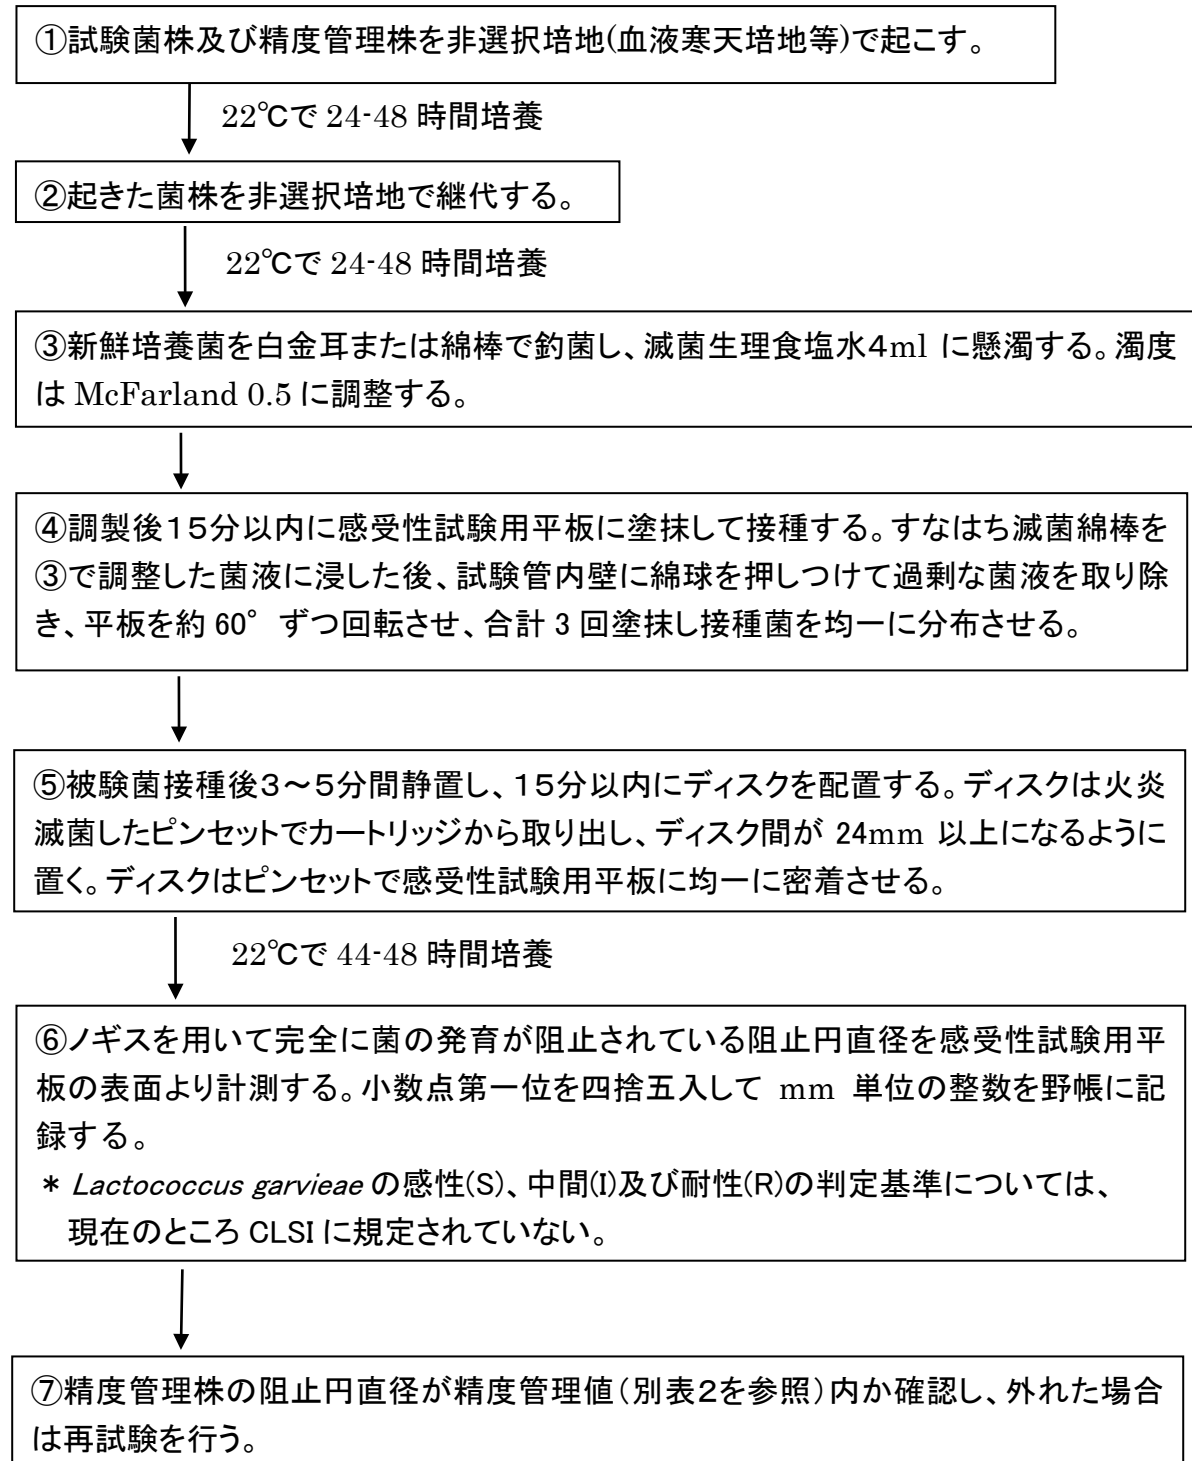 ①試験菌株及び精度管理株を非選択培地(血液寒天培地等)で起こす。
22℃で 24-48 時間培養
②起きた菌株を非選択培地で継代する。
22℃で 24-48 時間培養
③新鮮培養菌を白金耳または綿棒で釣菌し、滅菌生理食塩水4ml に懸濁する。濁度
は McFarland 0.5 に調整する。
④調製後15分以内に感受性試験用平板に塗抹して接種する。すなはち滅菌綿棒を
③で調整した菌液に浸した後、試験管内壁に綿球を押しつけて過剰な菌液を取り除
き、平板を約 60° ずつ回転させ、合計 3 回塗抹し接種菌を均一に分布させる。
⑤被験菌接種後3～5分間静置し、15分以内にディスクを配置する。ディスクは火炎
滅菌したピンセットでカートリッジから取り出し、ディスク間が 24mm 以上になるように
置く。ディスクはピンセットで感受性試験用平板に均一に密着させる。
22℃で 44-48 時間培養
⑥ノギスを用いて完全に菌の発育が阻止されている阻止円直径を感受性試験用平
板の表面より計測する。小数点第一位を四捨五入して mm 単位の整数を野帳に記
録する。
* Lactococcus garvieae の感性(S)、中間(I)及び耐性(R)の判定基準については、
現在のところ CLSI に規定されていない。
⑦精度管理株の阻止円直径が精度管理値(別表2を参照)内か確認し、外れた場合
は再試験を行う。